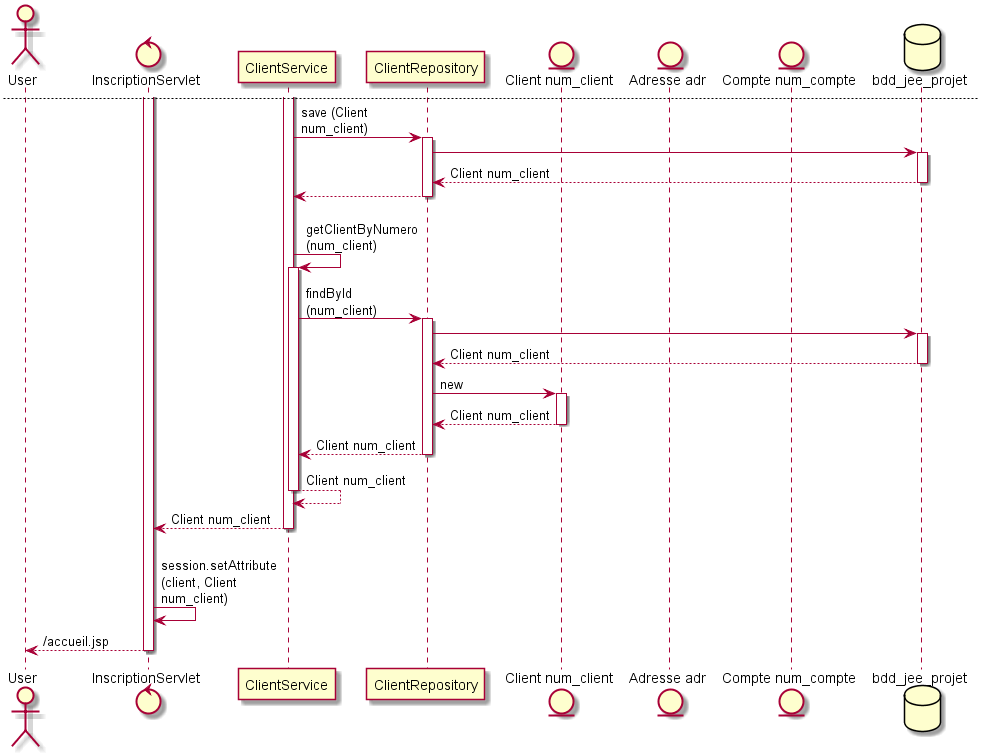 User
InscriptionServlet
ClientService
ClientRepository
Client num_client
Adresse adr
Compte num_compte
bdd_jee_projet
save (Client
num_client)
Client num_client
getClientByNumero
(num_client)
findById
(num_client)
Client num_client
new
Client num_client
Client num_client
Client num_client
Client num_client
session.setAttribute
(client, Client
num_client)
/accueil.jsp
User
InscriptionServlet
ClientService
ClientRepository
Client num_client
Adresse adr
Compte num_compte
bdd_jee_projet